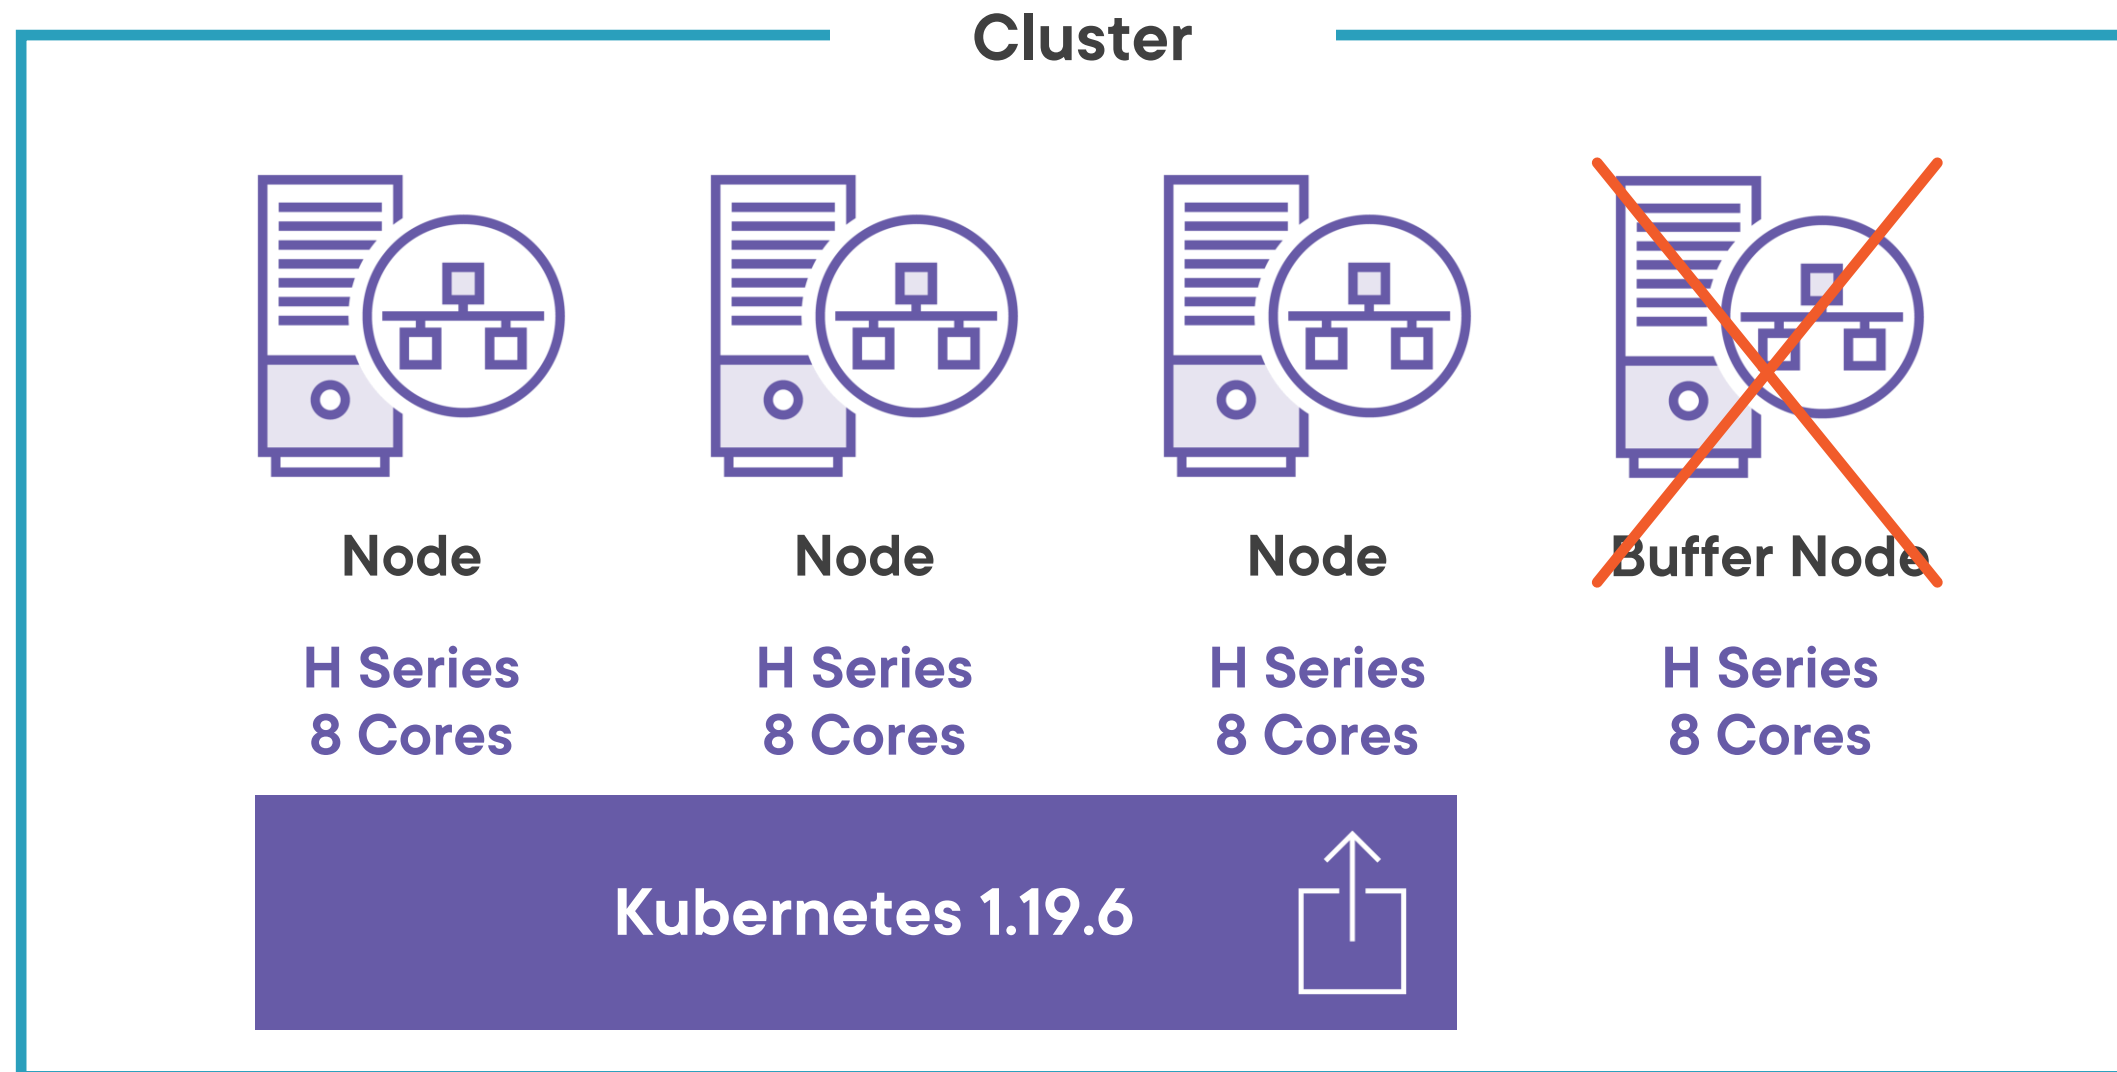 Cluster
Node
Node
Node
Buffer Node
H Series
8 Cores
H Series
8 Cores
H Series
8 Cores
H Series
8 Cores
Kubernetes 1.19.6